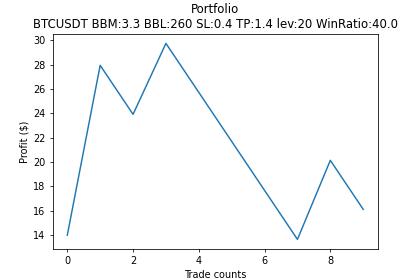 Portfolio
BTCUSDT BBM:3.3 BBL:260 SL:0.4 TP:1.4 lev:20 WinRatio:40.0
30
28
26
24
22
20
18
16
14
Profit ($)
0 2 4 6 8
Trade counts